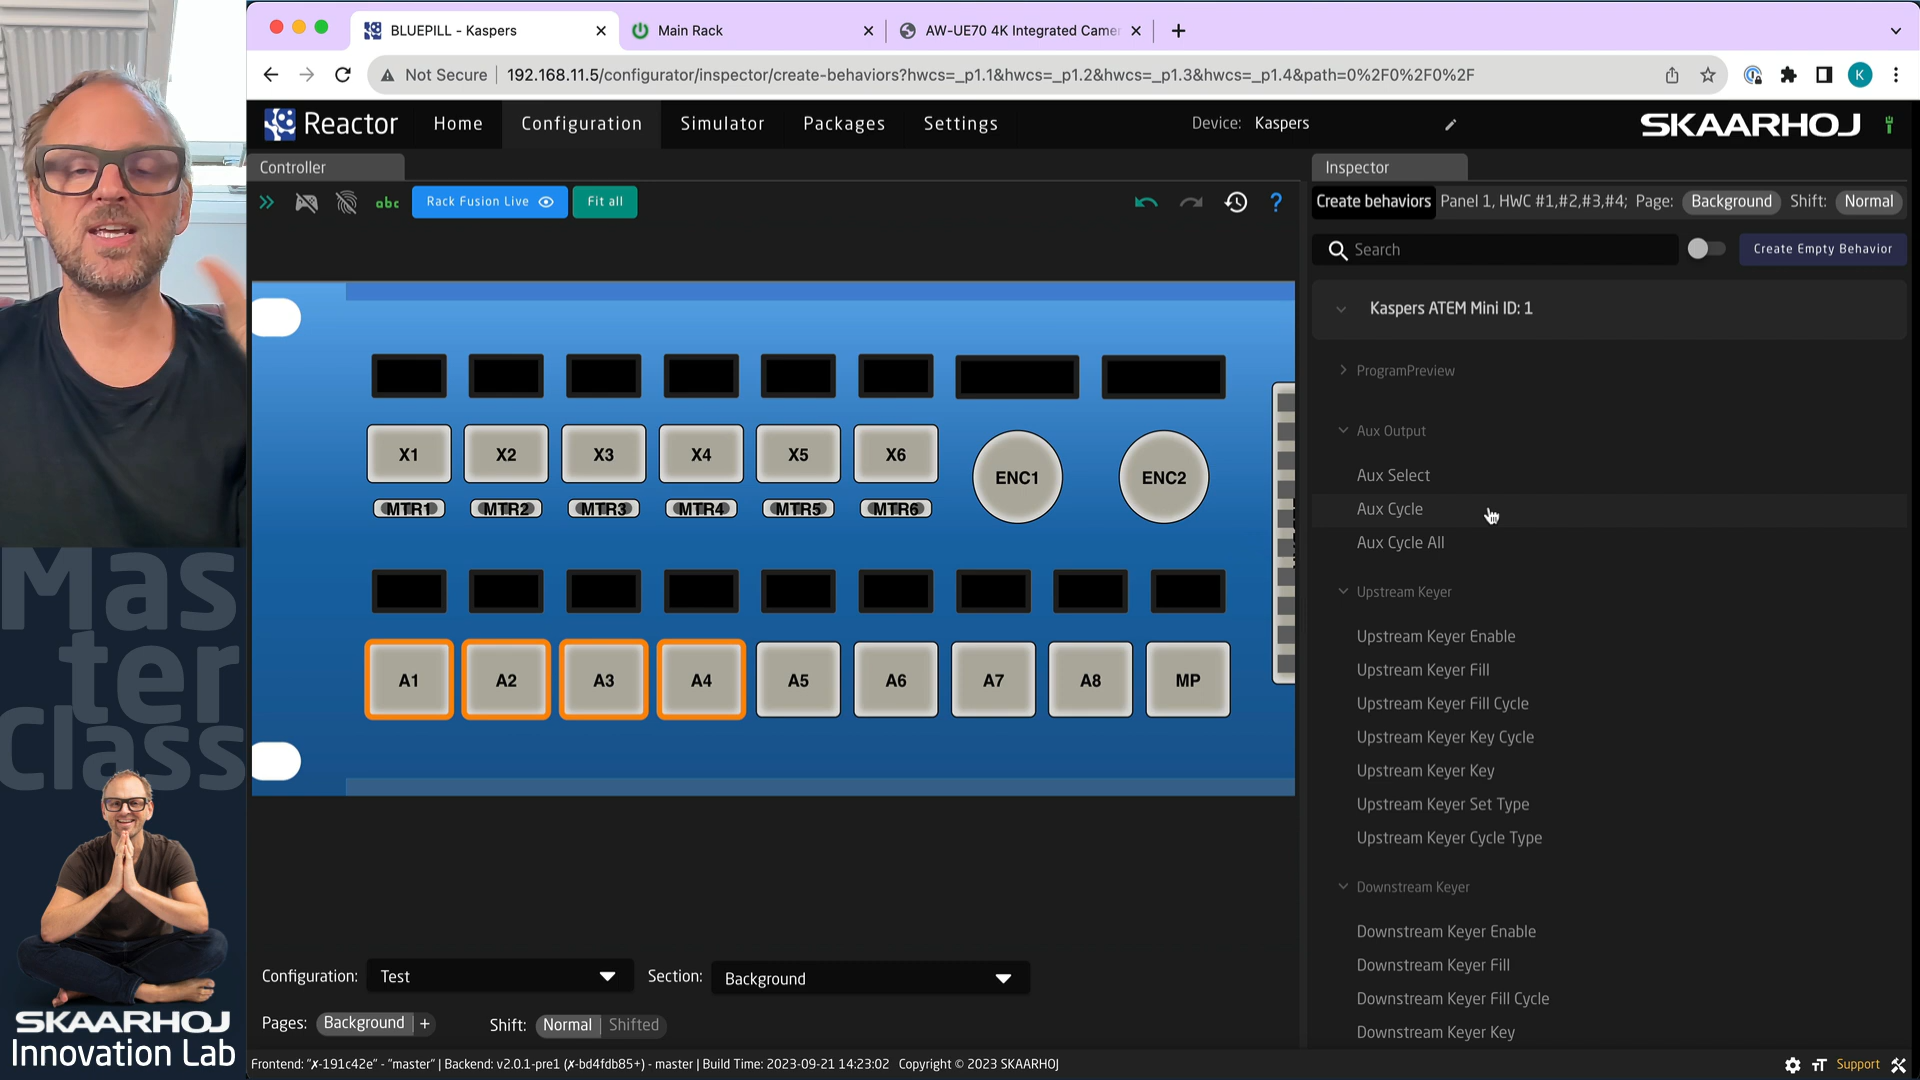 BLUEPILL - Kaspers
Main Rack
AW-UE70 4K Integrated Came
Not Secure
192.168.11.5/configurator/inspector/create-behaviors?hwcs=_p1.1&hwcs=_p1.2&hwcs=_p1.3&hwcs=_p1.4&path=0%2F0%2F0%2F
K
Reactor
Home
Configuration
Simulator
Packages
Settings
Device:
Kaspers
SKAARHOJ
Controller
Inspector
abc
Rack Fusion Live
Fit all
?
Create behaviors
Panel 1, HWC #1,#2,#3,#4;
Page:
Background
Shift:
Normal
Search
Create Empty Behavior
Kaspers ATEM Mini ID: 1
ProgramPreview
Aux Output
Aux Select
Aux Cycle
Aux Cycle All
Upstream Keyer
Upstream Keyer Enable
Upstream Keyer Fill
Upstream Keyer Fill Cycle
Upstream Keyer Key Cycle
Upstream Keyer Key
Upstream Keyer Set Type
Upstream Keyer Cycle Type
Downstream Keyer
Downstream Keyer Enable
Downstream Keyer Fill
Downstream Keyer Fill Cycle
Downstream Keyer Key
X1
X2
X3
X4
X5
X6
ENC1
ENC2
MTR1
MTR2
MTR3
MTR4
MTR5
MTR6
A1
A2
A3
A4
A5
A6
A7
A8
MP
Mas
ter
Class
SKAARHOJ
Innovation Lab
Configuration:
Test
Section:
Background
Pages:
Background
+
Shift:
Normal
Shifted
Frontend: "✗-191c42e" - "master" | Backend: v2.0.1-pre1 (✗-bd4fdb85+) - master | Build Time: 2023-09-21 14:23:02 Copyright © 2023 SKAARHOJ
Support